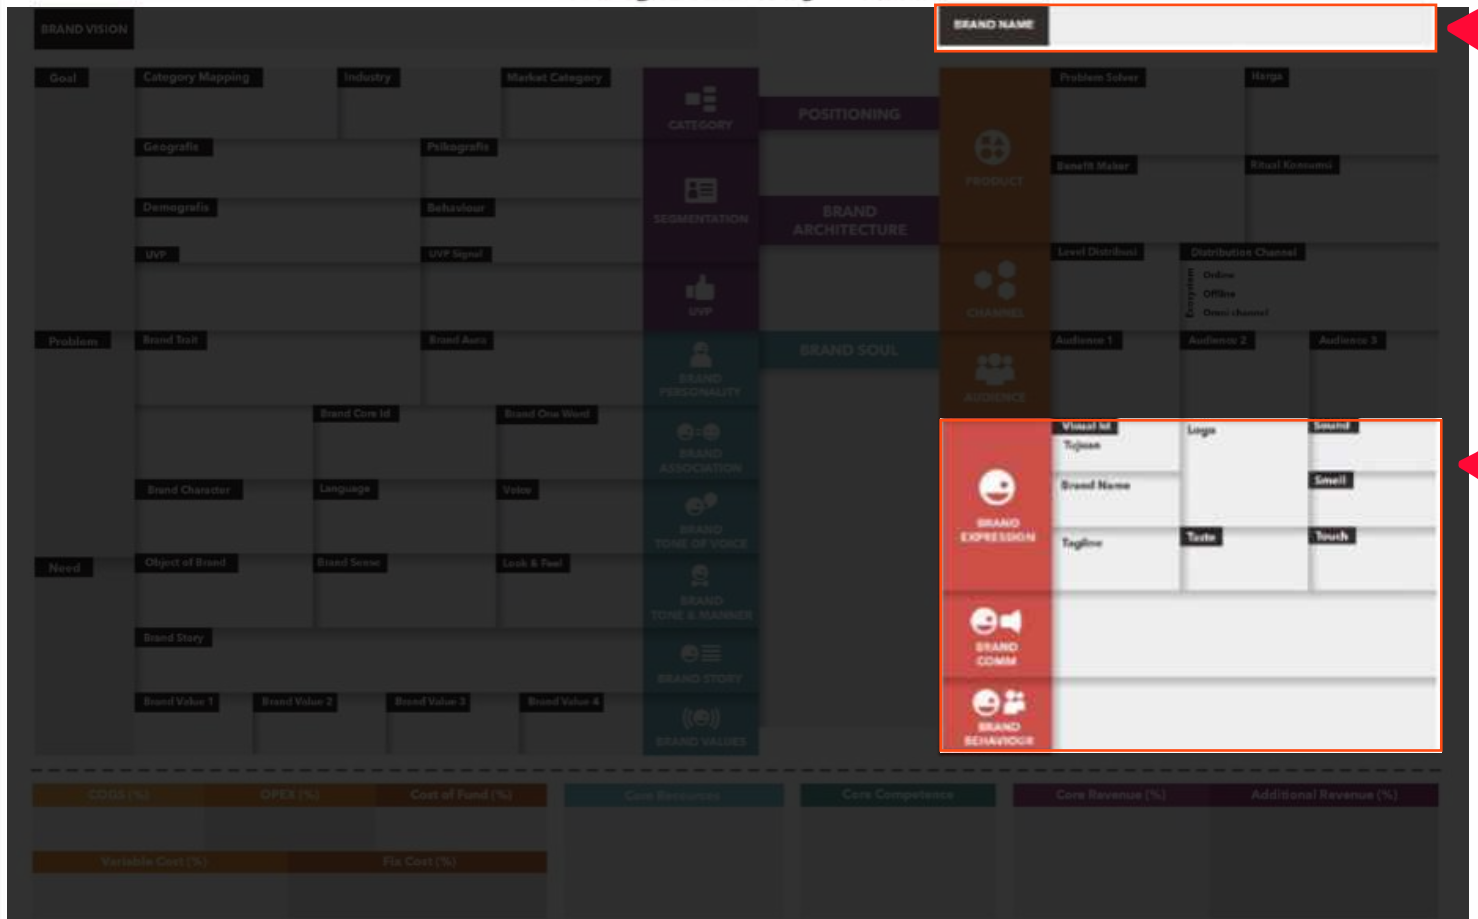 BRAND VISION
BRAND NAME
Goal
Category Mapping
Industry
Market Category
CATEGORY
POSITIONING
Problem Solver
Harga
Geografis
Psikografis
PRODUCT
Benefit Maker
Ritual Konsumsi
Demografis
Behaviour
SEGMENTATION
BRAND
ARCHITECTURE
UVP
UVP Signal
UVP
Level Distribusi
Distribution Channel
Ecosystem
Online
Offline
Omni channel
CHANNEL
Problem
Brand Trait
Brand Aura
BRAND
PERSONALITY
BRAND SOUL
Audience 1
Audience 2
Audience 3
AUDIENCE
Brand Core Id
Brand One Word
BRAND
ASSOCIATION
Visual Id
Tujuan
Logo
Sound
Brand Name
Smell
BRAND
EXPRESSION
Tagline
Taste
Touch
Brand Character
Language
Voice
BRAND
TONE OF VOICE
Need
Object of Brand
Brand Sense
Look & Feel
BRAND
TONE & MANNER
BRAND
COMM
Brand Story
BRAND STORY
Brand Value 1
Brand Value 2
Brand Value 3
Brand Value 4
BRAND VALUES
BRAND
BEHAVIOUR
COGS (%)
OPEX (%)
Cost of Fund (%)
Core Resources
Core Competence
Core Revenue (%)
Additional Revenue (%)
Variable Cost (%)
Fix Cost (%)